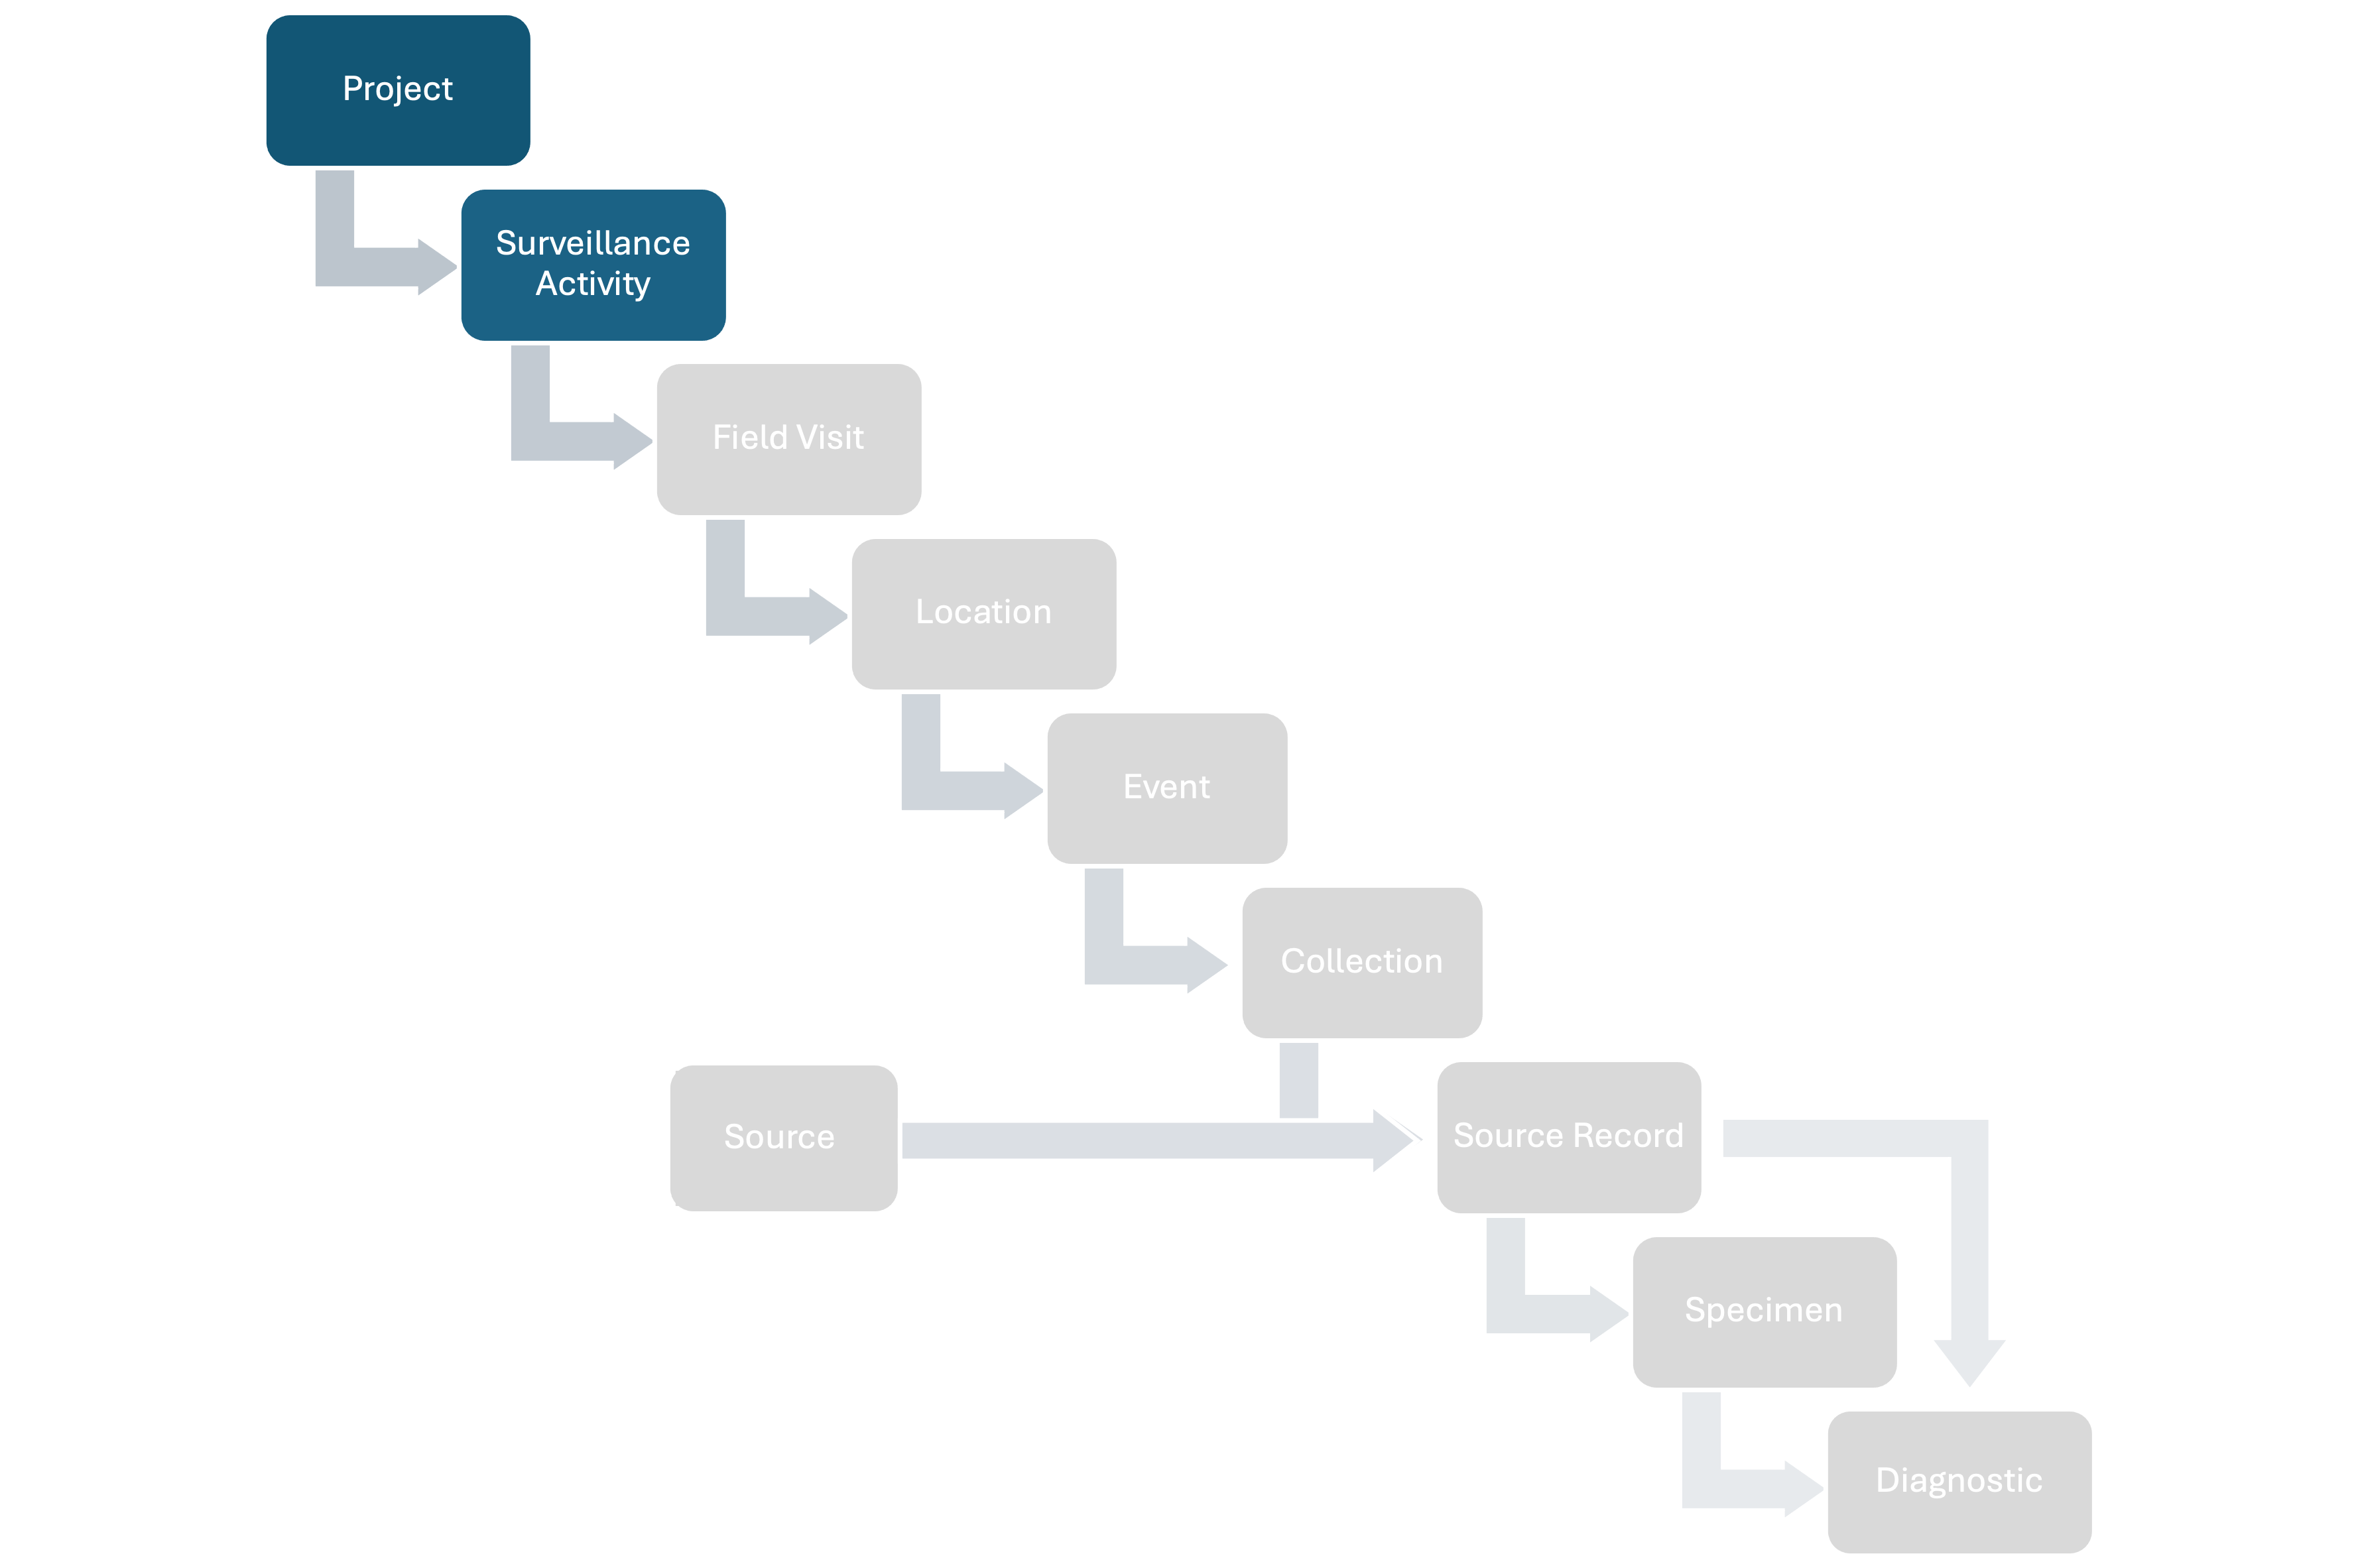 Project
Surveillance
Activity
Field Visit
Location
Event
Collection
Source
Source Record
Specimen
Diagnostic